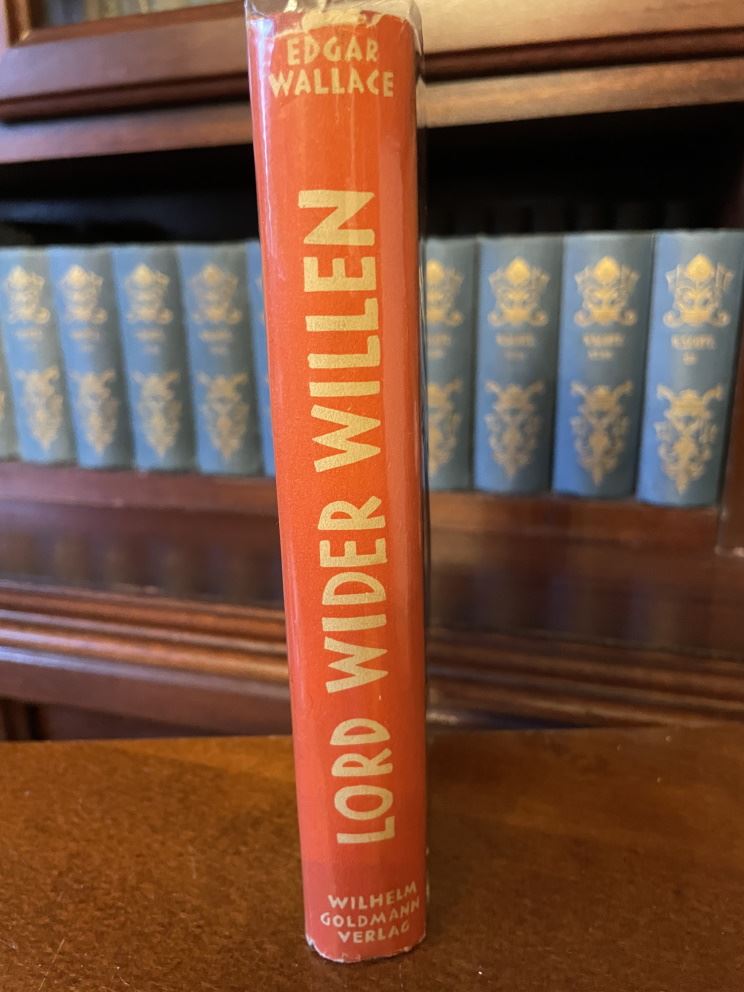 EDGAR
WALLACE
LORD WIDER WILLEN
WILHELM
GOLDMANN
VERLAG